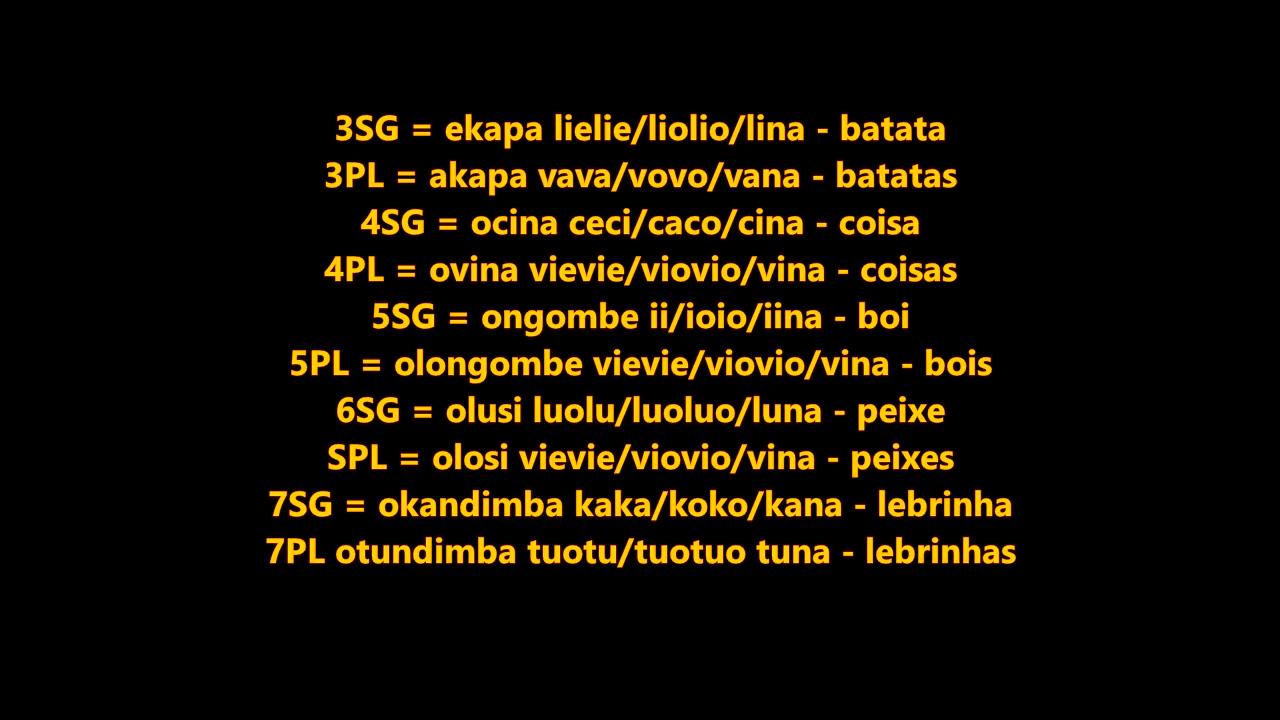 3SG = ekapa lielie/liolio/lina - batata
3PL = akapa vava/vovo/vana - batatas
4SG = ocina ceci/caco/cina - coisa
4PL = ovina vievie/viovio/vina - coisas
5SG = ongombe ii/ioio/iina - boi
5PL = olongombe vievie/viovio/vina - bois
6SG = olusi luolu/luoluo/luna - peixe
SPL = olosi vievie/viovio/vina - peixes
7SG = okandimba kaka/koko/kana - lebrinha
7PL otundimba tuotu/tuotuo tuna - lebrinhas